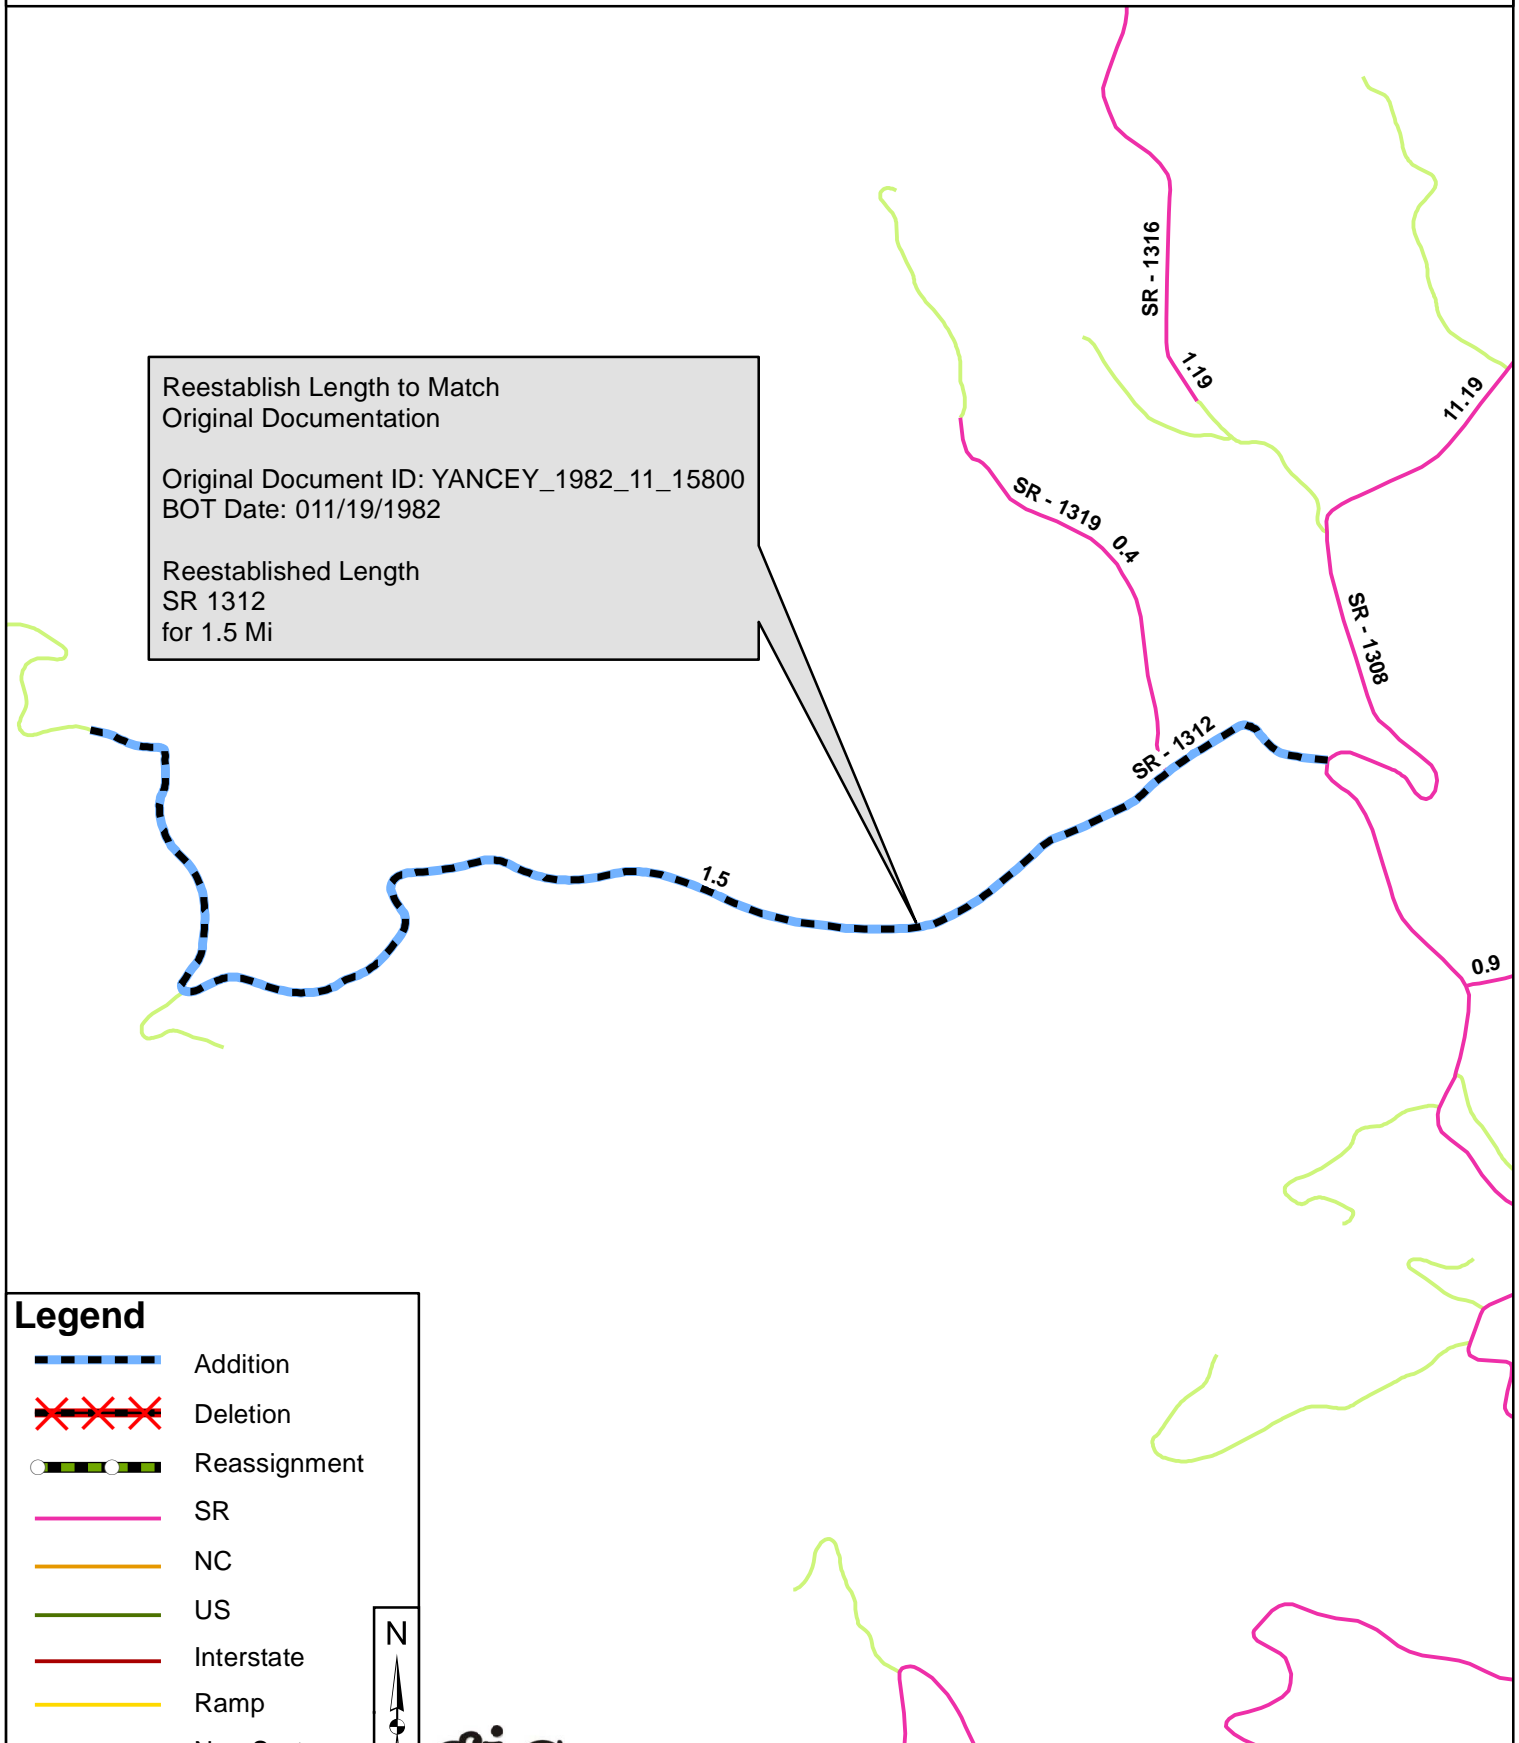 SR - 1316
1.19
11.19
Reestablish Length to Match
Original Documentation
Original Document ID: YANCEY_1982_11_15800
BOT Date: 011/19/1982
Reestablished Length
SR 1312
for 1.5 Mi
SR - 1319 0.4
SR - 1308
SR - 1312
1.5
0.9
Legend
Addition
Deletion
Reassignment
SR
NC
US
Interstate
Ramp
N